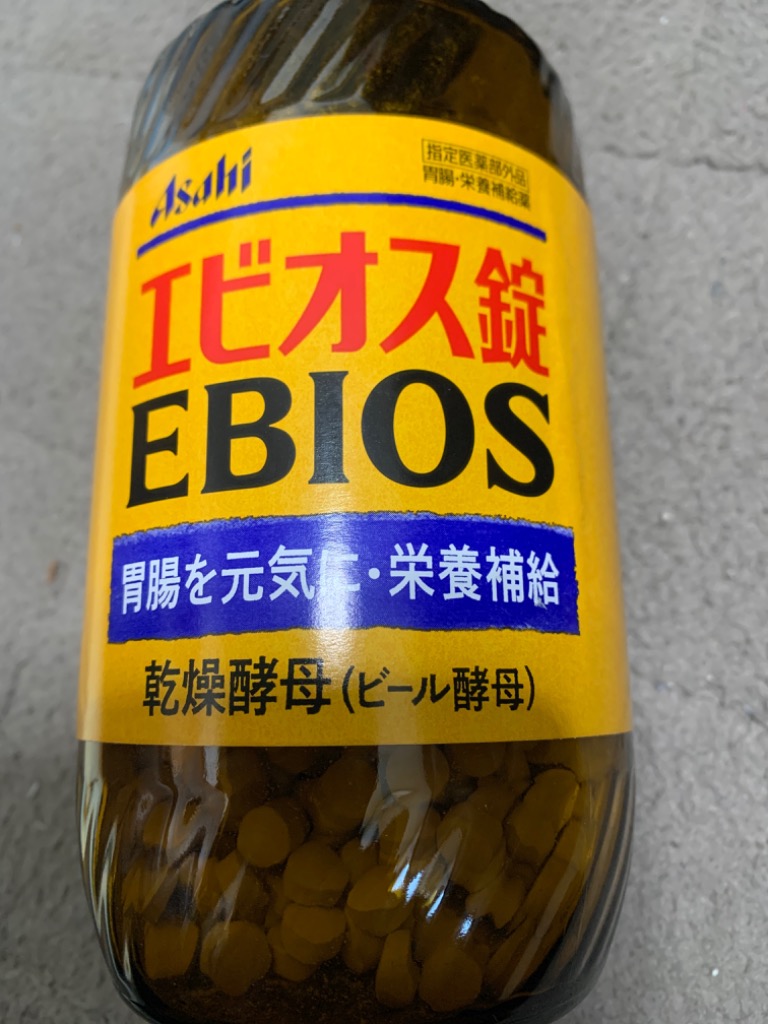 Asahi
指定医薬部外品
胃腸・栄養補給薬
エビオス錠
EBIOS
胃腸を元気に・栄養補給
乾燥酵母(ビール酵母)